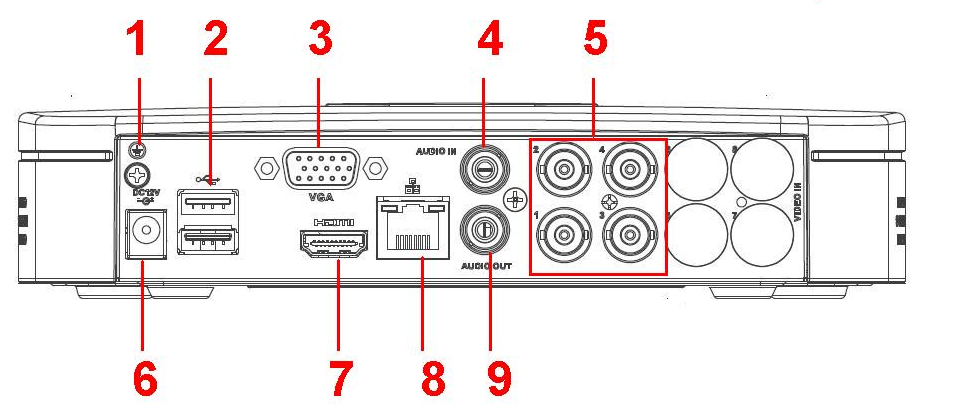 1 2 3 4 5
AUDIO IN
2 4 8
VGA
DC12V
HDMI
VIDEO IN
1 3 7
AUDIO OUT
6 7 8 9